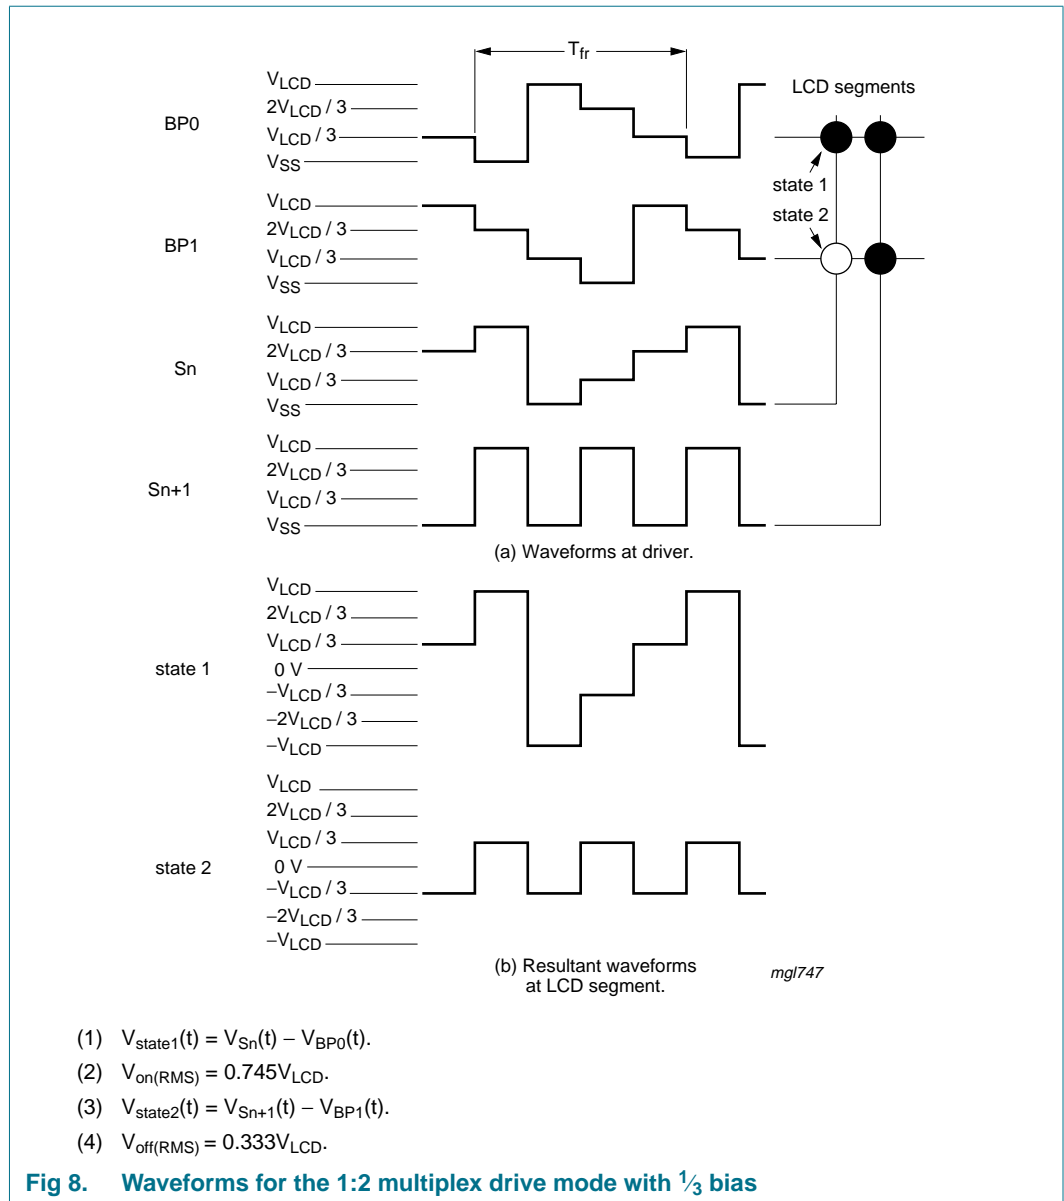 T_fr
V_LCD
2V_LCD / 3
V_LCD / 3
V_SS
BP0
LCD segments
state 1
state 2
V_LCD
2V_LCD / 3
V_LCD / 3
V_SS
BP1
V_LCD
2V_LCD / 3
V_LCD / 3
V_SS
Sn
V_LCD
2V_LCD / 3
V_LCD / 3
V_SS
Sn+1
(a) Waveforms at driver.
V_LCD
2V_LCD / 3
V_LCD / 3
0 V
−V_LCD / 3
−2V_LCD / 3
−V_LCD
state 1
V_LCD
2V_LCD / 3
V_LCD / 3
0 V
−V_LCD / 3
−2V_LCD / 3
−V_LCD
state 2
(b) Resultant waveforms
at LCD segment.
mgl747
(1) V_state1(t) = V_Sn(t) − V_BP0(t).
(2) V_on(RMS) = 0.745V_LCD.
(3) V_state2(t) = V_Sn+1(t) − V_BP1(t).
(4) V_off(RMS) = 0.333V_LCD.
Fig 8. Waveforms for the 1:2 multiplex drive mode with 1⁄3 bias